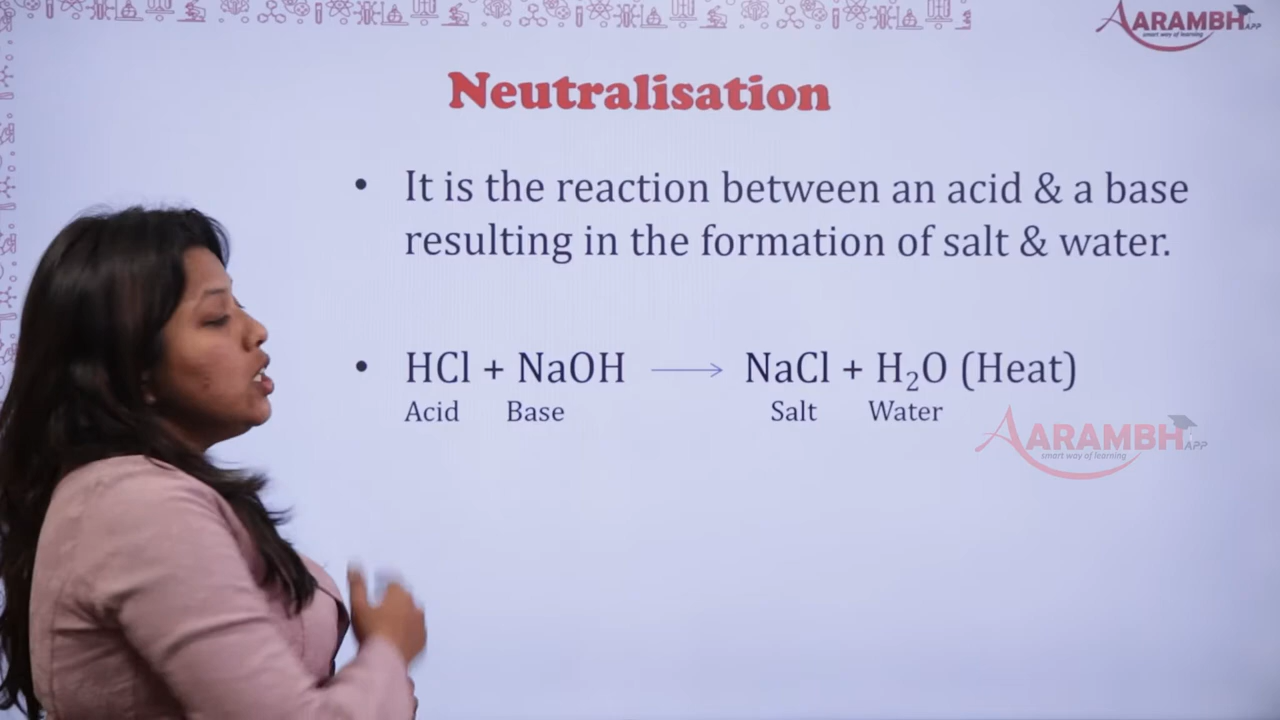 AARAMBH APP
smart way of learning
Neutralisation
• It is the reaction between an acid & a base
resulting in the formation of salt & water.
• HCl + NaOH ⟶ NaCl + H₂O (Heat)
Acid Base Salt Water
AARAMBH APP
smart way of learning